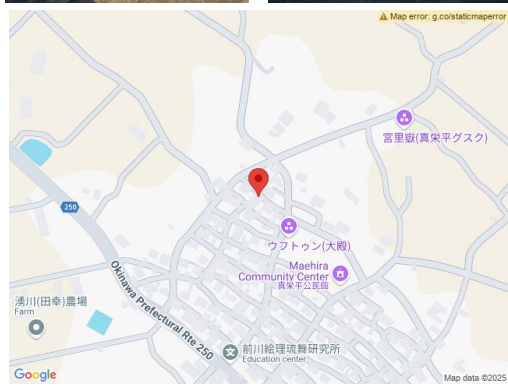 Map error: g.co/staticmaperror
宮里嶽(真栄平グスク)
250
ウフトゥン(大殿)
Maehira
Community Center
真栄平公民館
Okinawa Prefectural Rte 250
湧川(田幸)農場
Farm
前川絵理琉舞研究所
Education center
Google
Map data ©2025